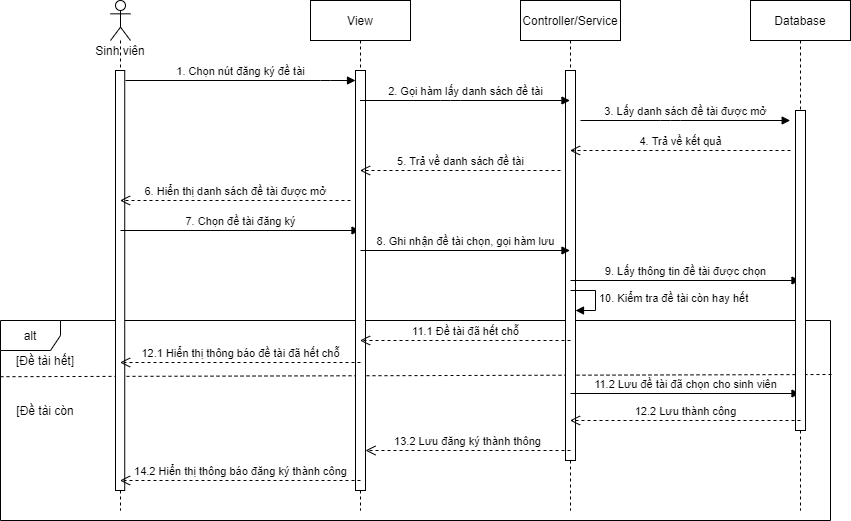 View
Controller/Service
Database
Sinh viên
1. Chọn nút đăng ký đề tài
2. Gọi hàm lấy danh sách đề tài
3. Lấy danh sách đề tài được mở
4. Trả về kết quả
5. Trả về danh sách đề tài
6. Hiển thị danh sách đề tài được mở
7. Chọn đề tài đăng ký
8. Ghi nhận đề tài chọn, gọi hàm lưu
9. Lấy thông tin đề tài được chọn
10. Kiểm tra đề tài còn hay hết
alt
11.1 Đề tài đã hết chỗ
[Đề tài hết]
12.1 Hiển thị thông báo đề tài đã hết chỗ
11.2 Lưu đề tài đã chọn cho sinh viên
[Đề tài còn
12.2 Lưu thành công
13.2 Lưu đăng ký thành thông
14.2 Hiển thị thông báo đăng ký thành công